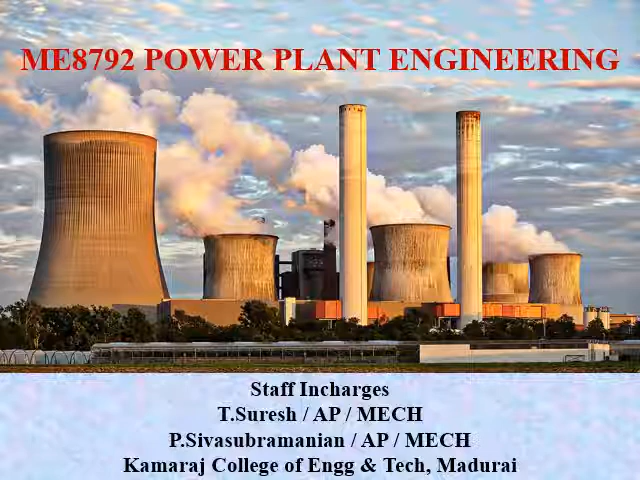 ME8792 POWER PLANT ENGINEERING
Staff Incharges
T.Suresh / AP / MECH
P.Sivasubramanian / AP / MECH
Kamaraj College of Engg & Tech, Madurai